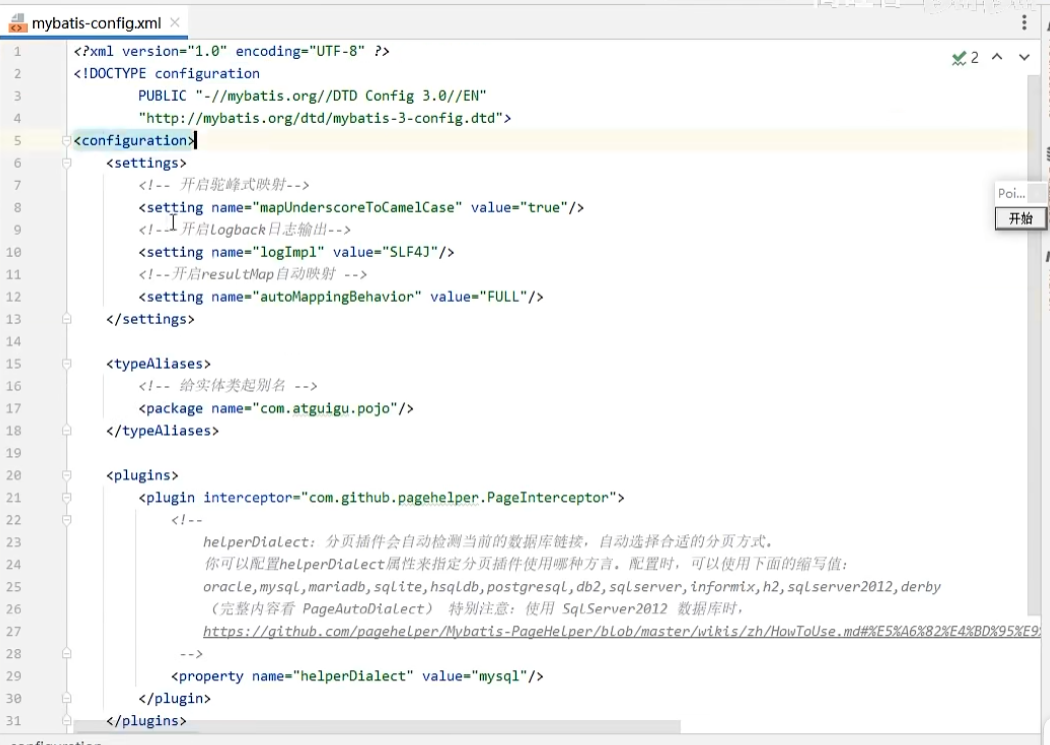 mybatis-config.xml
2
1 <?xml version="1.0" encoding="UTF-8" ?>
2 <!DOCTYPE configuration
3 PUBLIC "-//mybatis.org//DTD Config 3.0//EN"
4 "http://mybatis.org/dtd/mybatis-3-config.dtd">
5 <configuration>
6 <settings>
7 <!-- 开启驼峰式映射-->
8 <setting name="mapUnderscoreToCamelCase" value="true"/>
9 <!-- 开启logback日志输出-->
10 <setting name="logImpl" value="SLF4J"/>
11 <!--开启resultMap自动映射 -->
12 <setting name="autoMappingBehavior" value="FULL"/>
13 </settings>
14
15 <typeAliases>
16 <!-- 给实体类起别名 -->
17 <package name="com.atguigu.pojo"/>
18 </typeAliases>
19
20 <plugins>
21 <plugin interceptor="com.github.pagehelper.PageInterceptor">
22 <!--
23 helperDialect：分页插件会自动检测当前的数据库链接，自动选择合适的分页方式。
24 你可以配置helperDialect属性来指定分页插件使用哪种方言。配置时，可以使用下面的缩写值：
25 oracle,mysql,mariadb,sqlite,hsqldb,postgresql,db2,sqlserver,informix,h2,sqlserver2012,derby
26 （完整内容看 PageAutoDialect） 特别注意：使用 SqlServer2012 数据库时，
27 https://github.com/pagehelper/Mybatis-PageHelper/blob/master/wikis/zh/HowToUse.md#%E5%A6%82%E4%BD%95%E9%
28 -->
29 <property name="helperDialect" value="mysql"/>
30 </plugin>
31 </plugins>
Poi...
开始